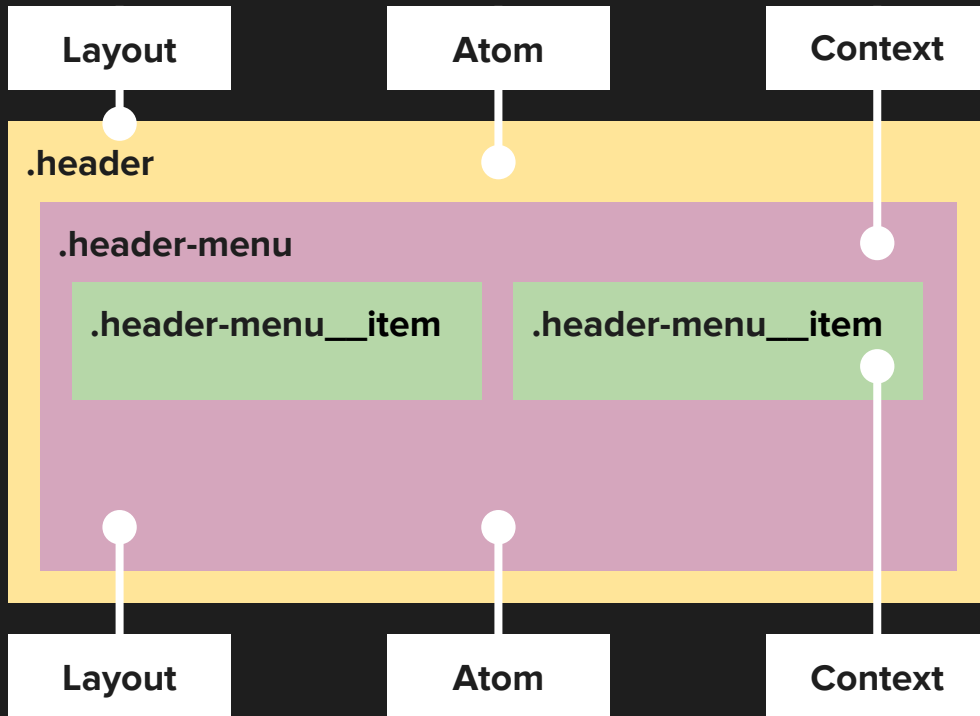 Layout
Atom
Context
.header
.header-menu
.header-menu__item
.header-menu__item
Layout
Atom
Context